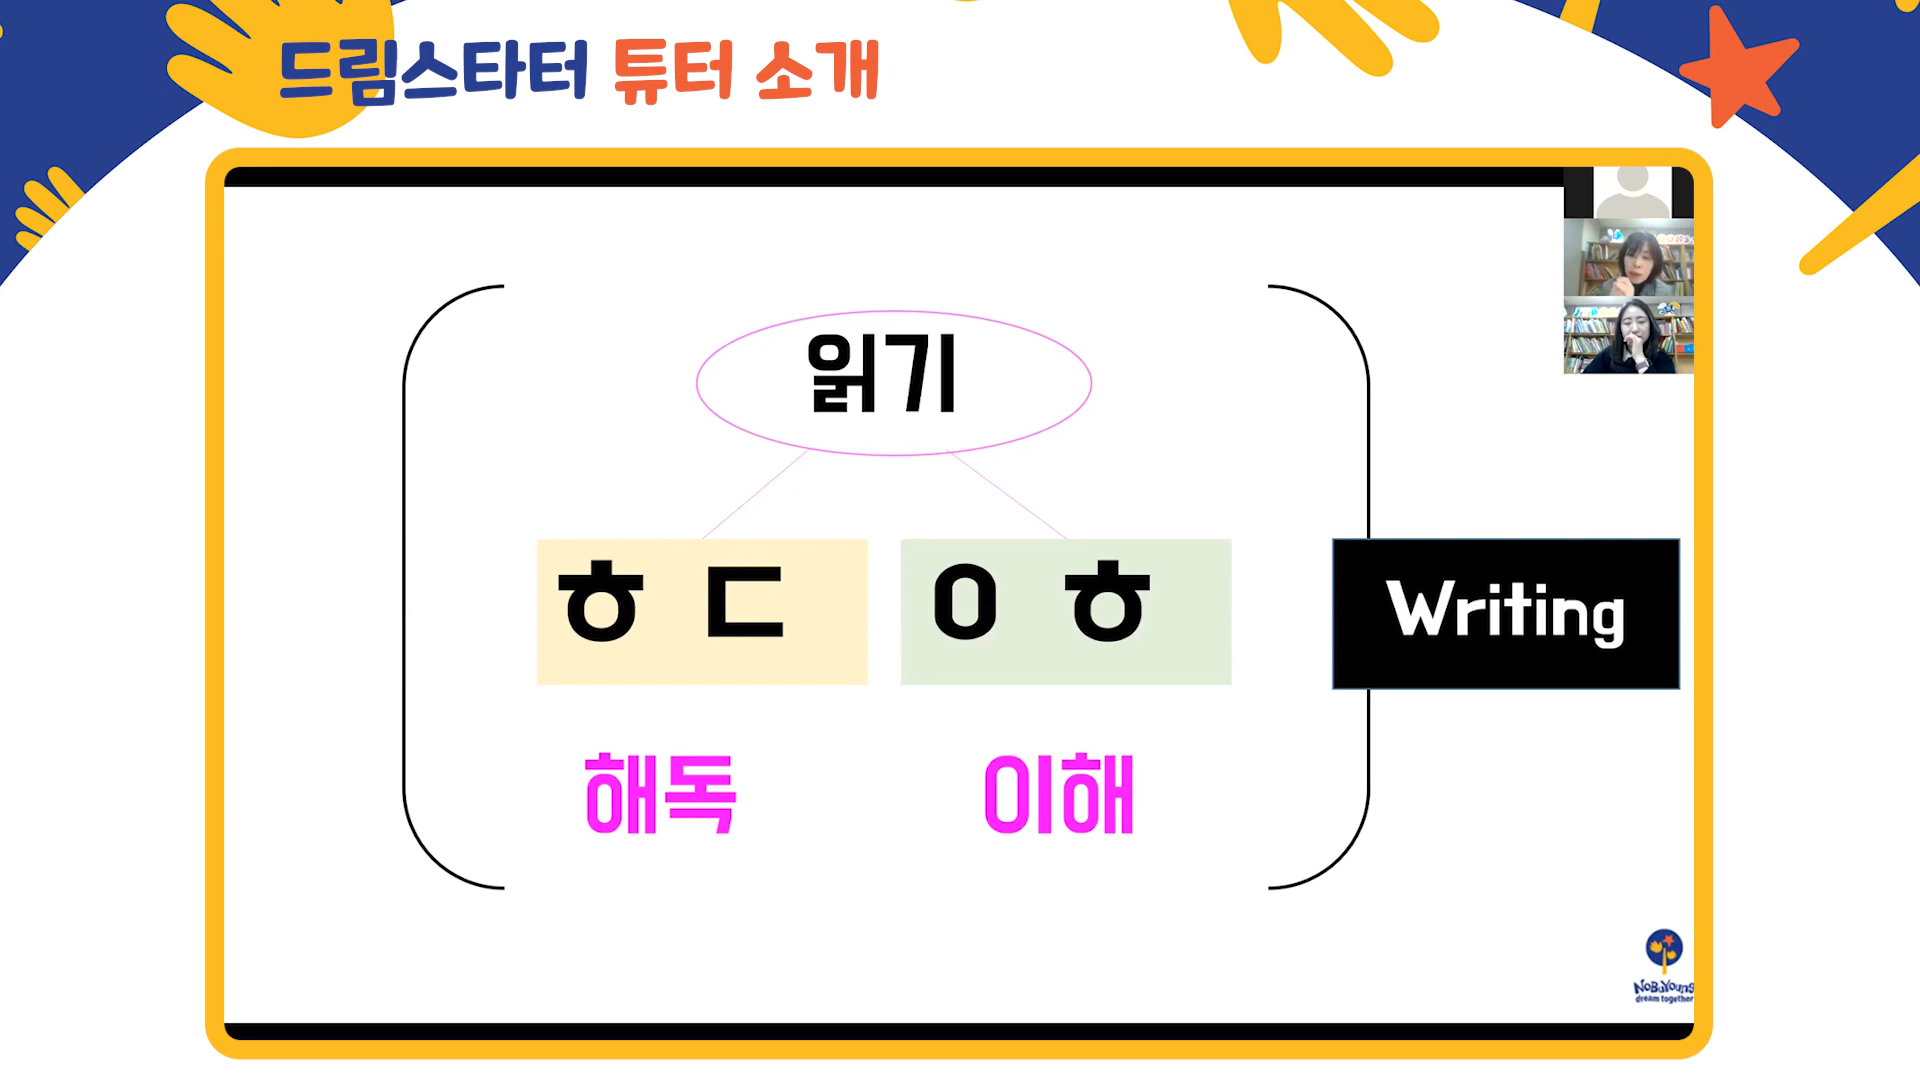 드림스타터 튜터 소개
읽기
ㅎ ㄷ ㅇ ㅎ
Writing
해독 이해
NoBuYoung
dream together